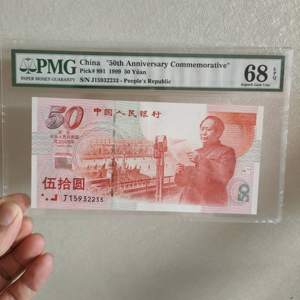 PMG
PAPER MONEY GUARANTY
China "50th Anniversary Commemorative"
Pick# 891 1999 50 Yüan
S/N J15932233 - People's Republic
68 EPQ
Superb Gem Unc
50
中国人民银行
伍拾圆
J15932233
50